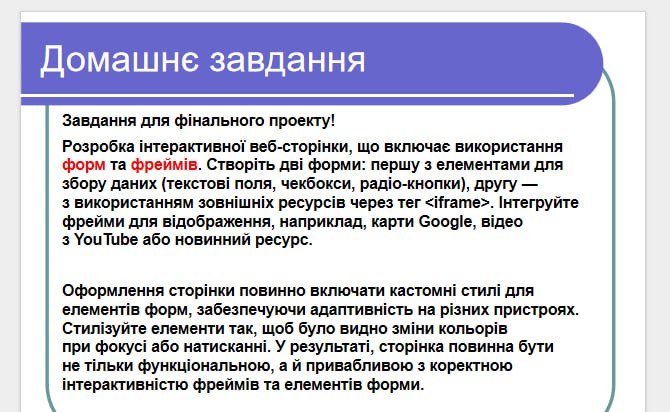 Домашнє завдання
Завдання для фінального проекту!
Розробка інтерактивної веб-сторінки, що включає використання
форм та фреймів. Створіть дві форми: першу з елементами для
збору даних (текстові поля, чекбокси, радіо-кнопки), другу —
з використанням зовнішніх ресурсів через тег <iframe>. Інтегруйте
фрейми для відображення, наприклад, карти Google, відео
з YouTube або новинний ресурс.
Оформлення сторінки повинно включати кастомні стилі для
елементів форм, забезпечуючи адаптивність на різних пристроях.
Стилізуйте елементи так, щоб було видно зміни кольорів
при фокусі або натисканні. У результаті, сторінка повинна бути
не тільки функціональною, а й привабливою з коректною
інтерактивністю фреймів та елементів форми.